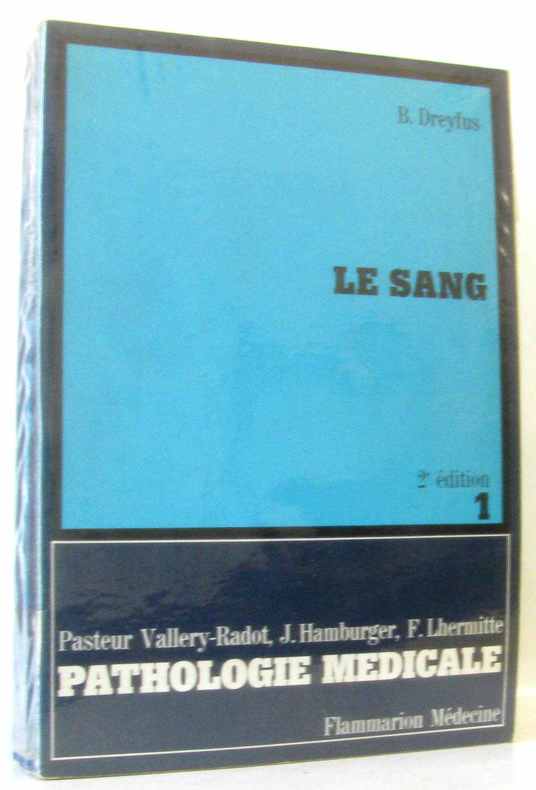 B. Dreyfus
LE SANG
2e édition
1
Pasteur Vallery-Radot, J. Hamburger, F. Lhermitte
PATHOLOGIE MEDICALE
Flammarion Médecine